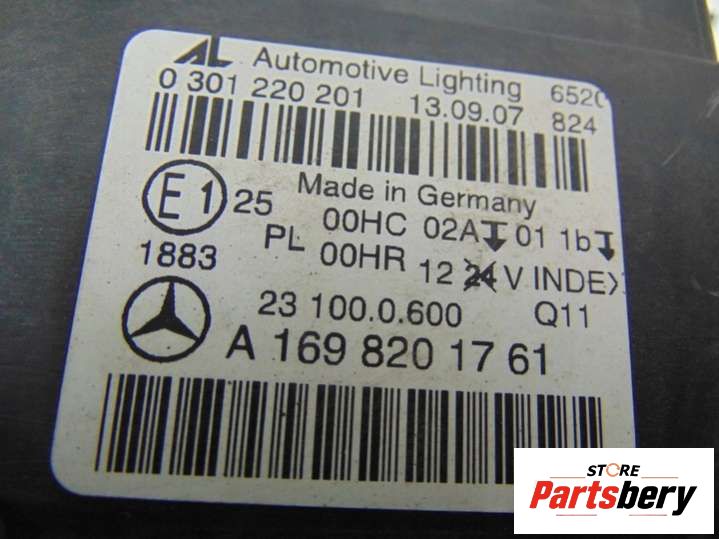 AL Automotive Lighting 652
0 301 220 201 13.09.07 824
Made in Germany
E1 25 00HC 02A 01 1b
1883 PL 00HR 12 24 V INDEX
23 100.0.600 Q11
A 169 820 17 61
STORE
Partsbery